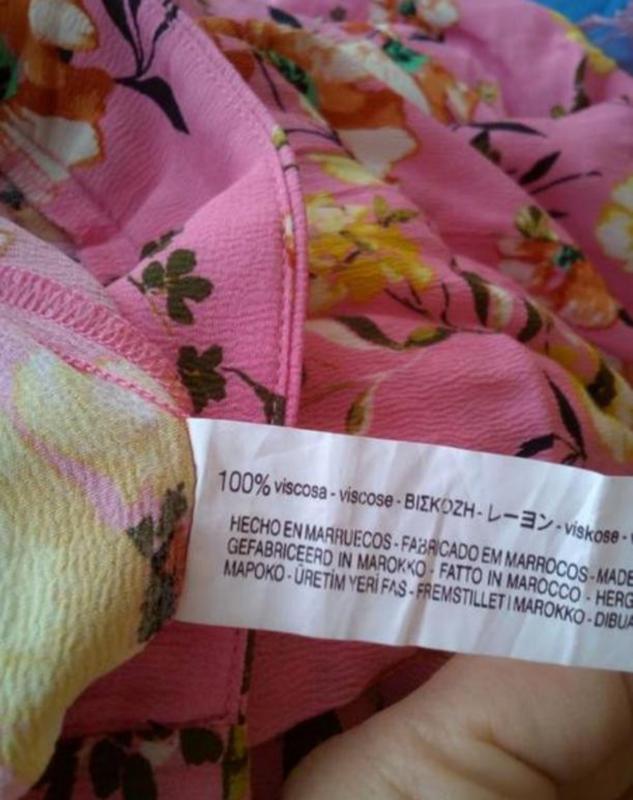 100% viscosa - viscose - ΒΙΣΚΟΖΗ - レーヨン - viskose -
HECHO EN MARRUECOS - FABRICADO EM MARROCOS - MADE
GEFABRICEERD IN MAROKKO - FATTO IN MAROCCO - HERG
ΜΑΡΟΚΟ - ÜRETİM YERİ FAS - FREMSTILLET I MAROKKO - DIBUA